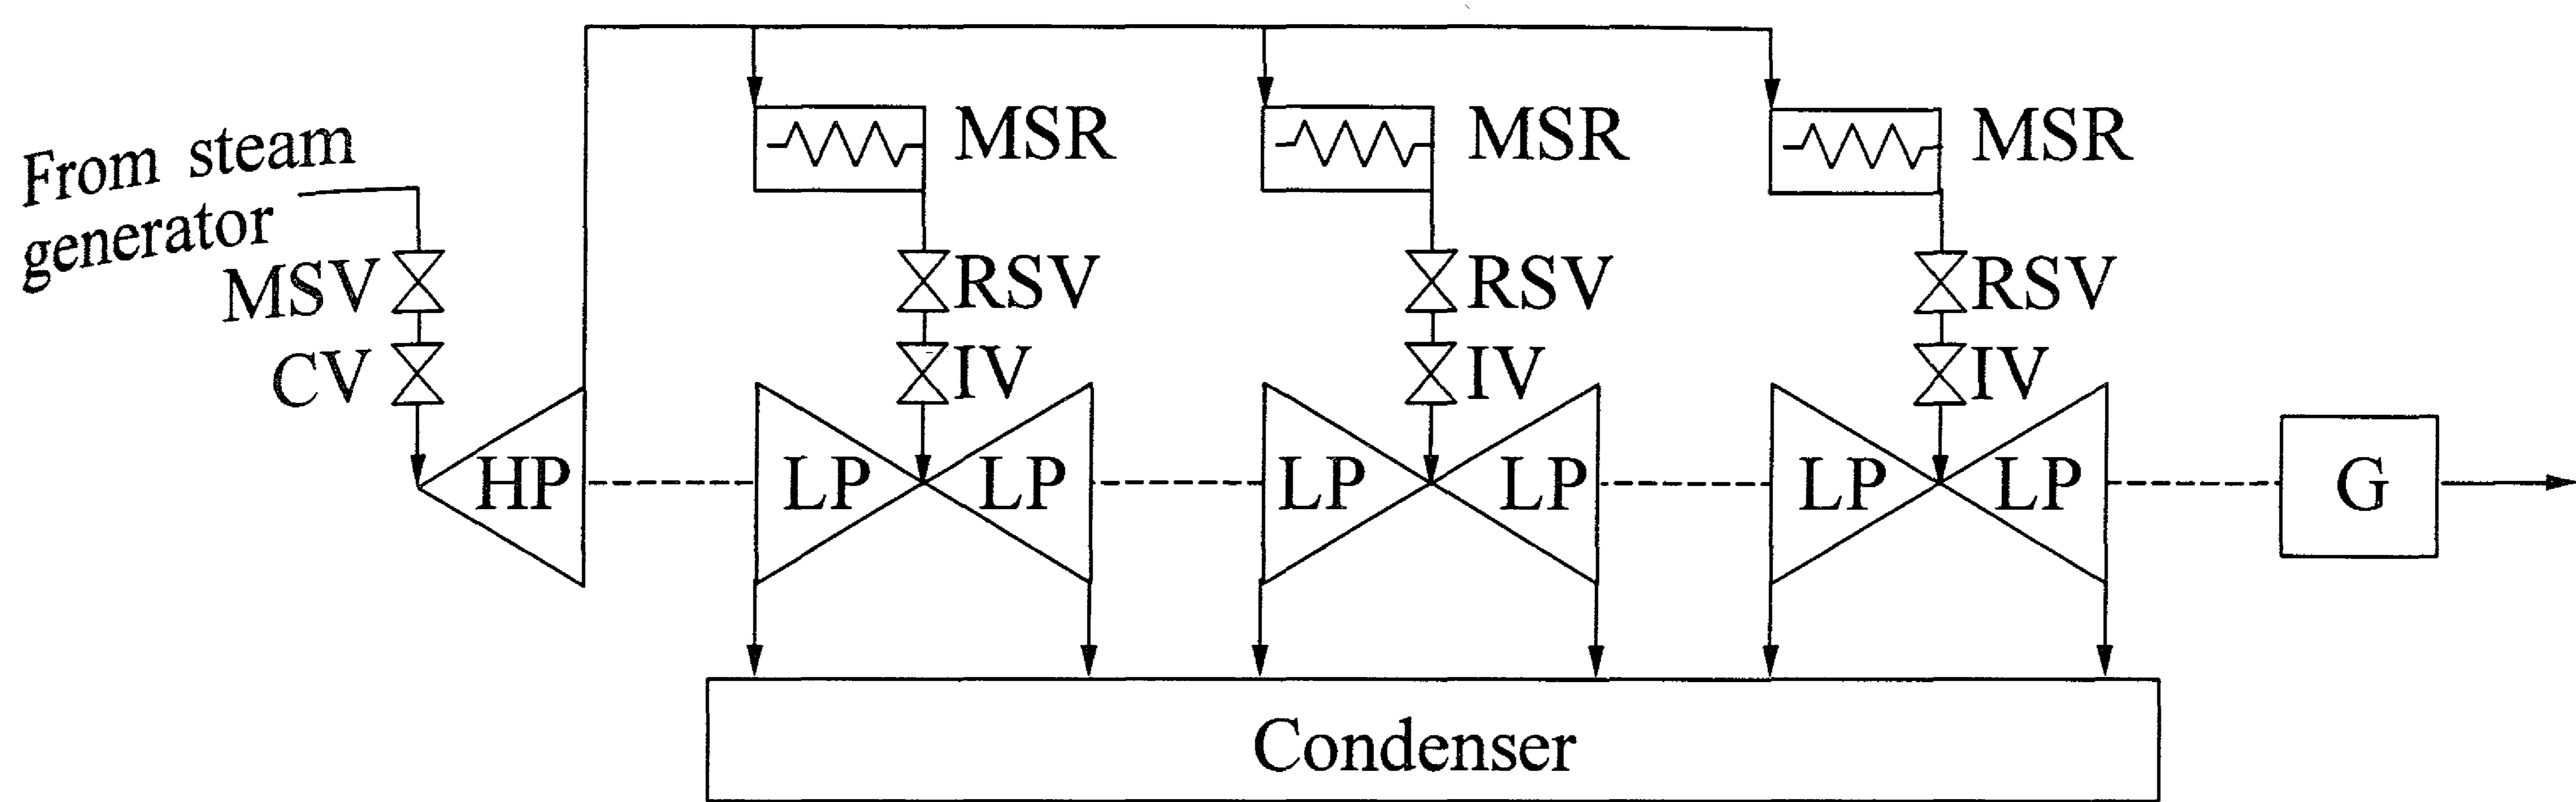 From steam
generator
MSV
CV
HP
MSR
RSV
IV
LP
LP
MSR
RSV
IV
LP
LP
MSR
RSV
IV
LP
LP
G
Condenser